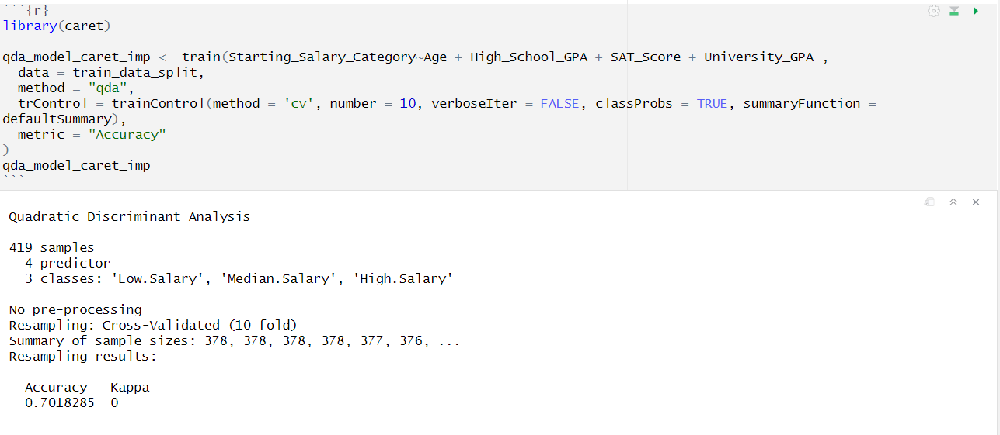 ```{r}
library(caret)
qda_model_caret_imp <- train(Starting_Salary_Category~Age + High_School_GPA + SAT_Score + University_GPA ,
data = train_data_split,
method = "qda",
trControl = trainControl(method = 'cv', number = 10, verboseIter = FALSE, classProbs = TRUE, summaryFunction =
defaultSummary),
metric = "Accuracy"
)
qda_model_caret_imp
```
Quadratic Discriminant Analysis
419 samples
4 predictor
3 classes: 'Low.Salary', 'Median.Salary', 'High.Salary'
No pre-processing
Resampling: Cross-Validated (10 fold)
Summary of sample sizes: 378, 378, 378, 378, 377, 376, ...
Resampling results:
Accuracy Kappa
0.7018285 0